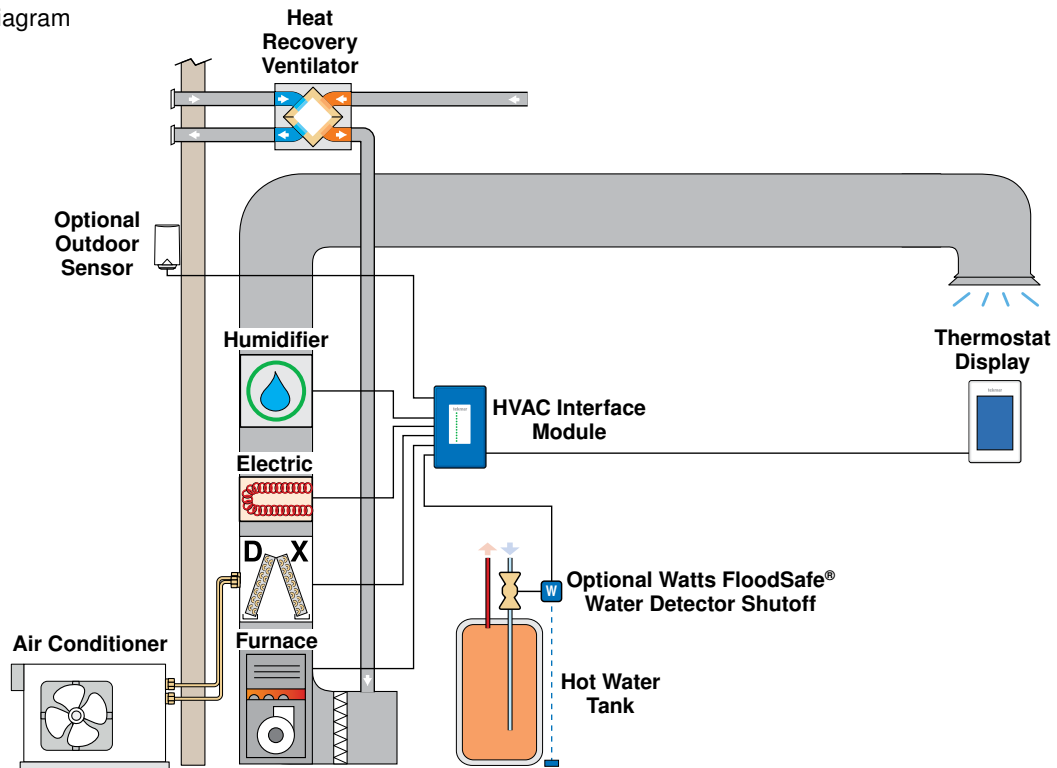 Heat
Recovery
Ventilator
Optional
Outdoor
Sensor
Humidifier
Thermostat
Display
HVAC Interface
Module
Electric
D X
W
Optional Watts FloodSafe®
Water Detector Shutoff
Air Conditioner
Furnace
Hot Water
Tank